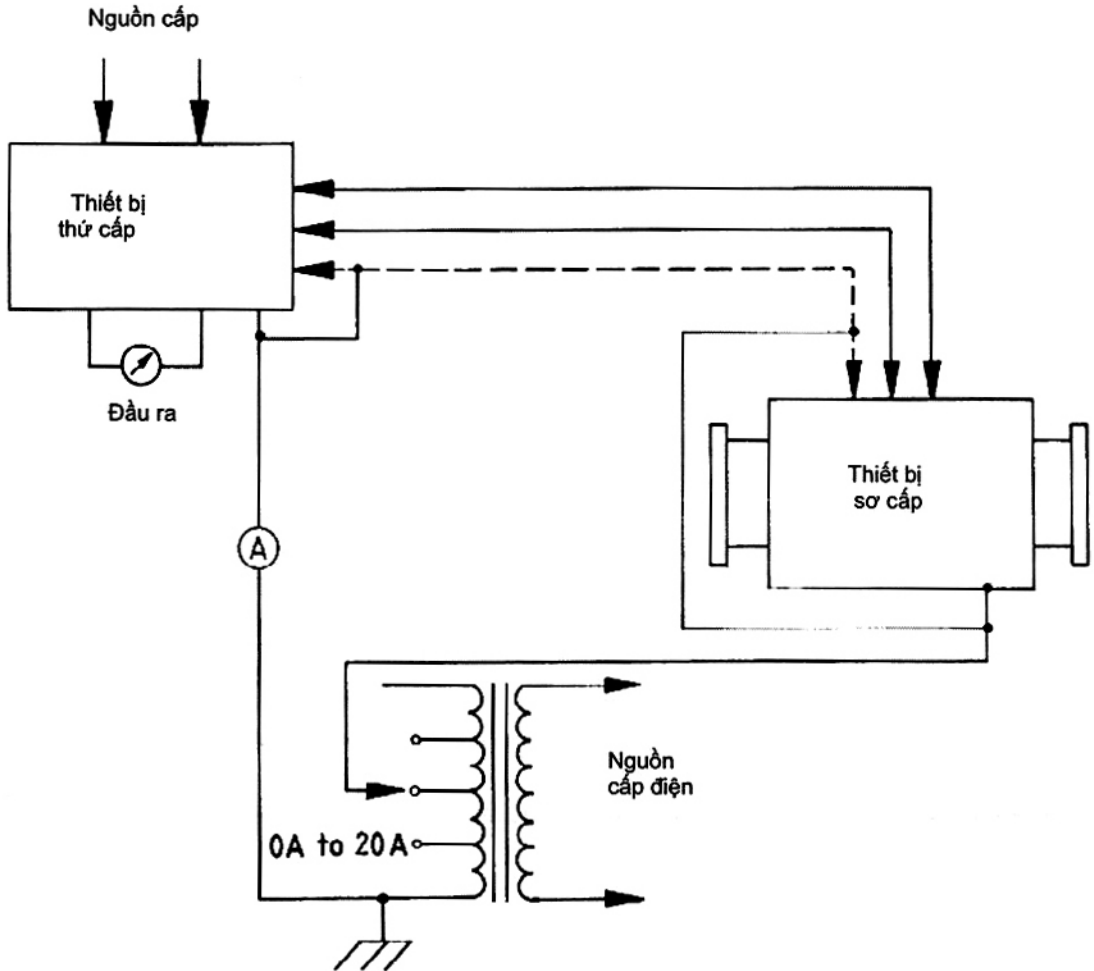 Nguồn cấp
Thiết bị
thứ cấp
Đầu ra
Thiết bị
sơ cấp
A
Nguồn
cấp điện
0A to 20A